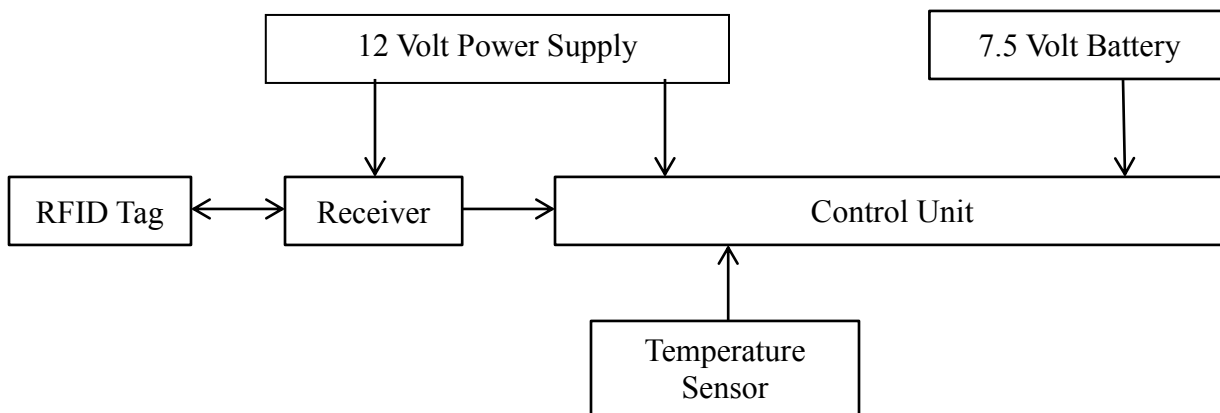 12 Volt Power Supply
7.5 Volt Battery
RFID Tag
Receiver
Control Unit
Temperature
Sensor